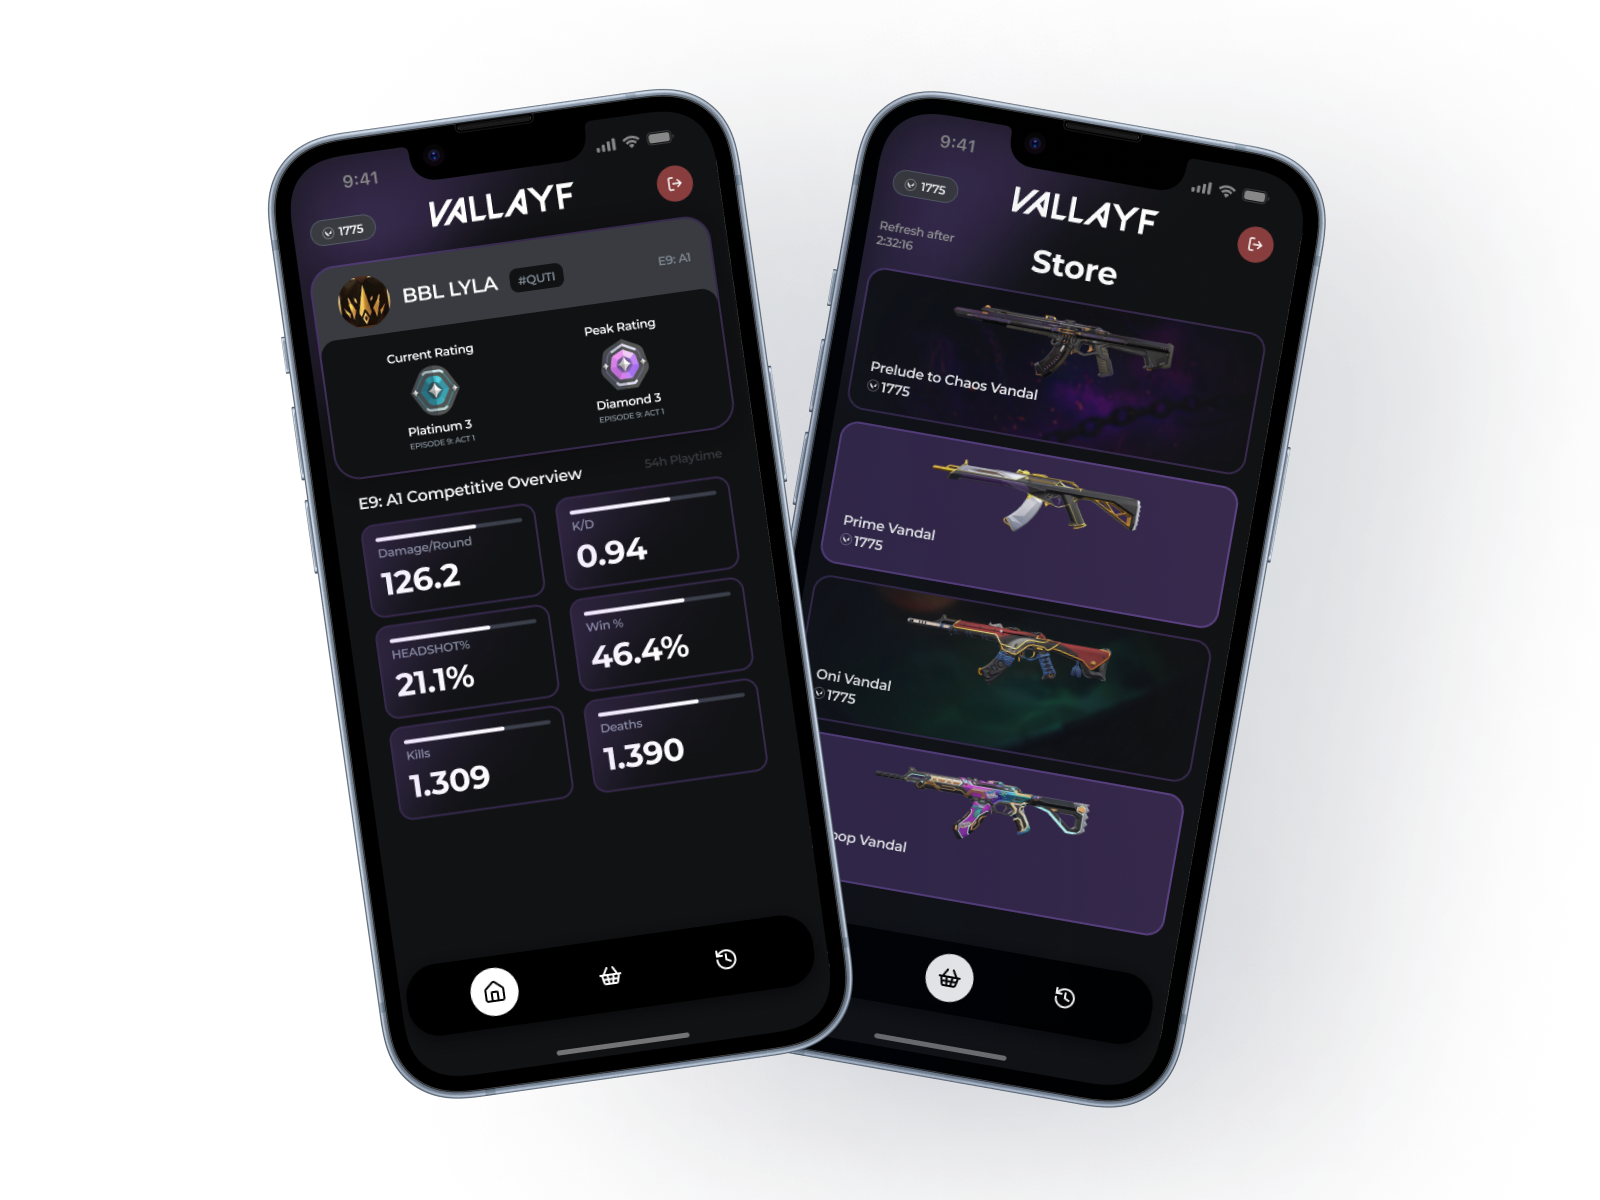 9:41
VALLAYF
1775
BBL LYLA
#QUTI
E9: A1
Current Rating
Platinum 3
EPISODE 9: ACT 1
Peak Rating
Diamond 3
EPISODE 9: ACT 1
E9: A1 Competitive Overview
54h Playtime
Damage/Round
126.2
K/D
0.94
HEADSHOT%
21.1%
Win %
46.4%
Kills
1.309
Deaths
1.390
9:41
1775
VALLAYF
Refresh after
2:32:16
Store
Prelude to Chaos Vandal
1775
Prime Vandal
1775
Oni Vandal
1775
Vandal